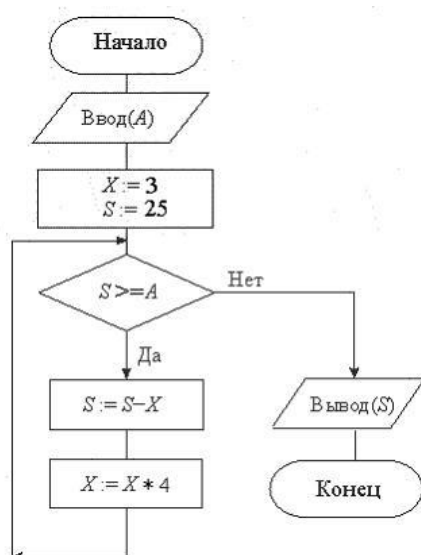 Начало
Ввод(A)
X := 3
S := 25
S >= A
Нет
Да
S := S–X
Вывод(S)
X := X * 4
Конец